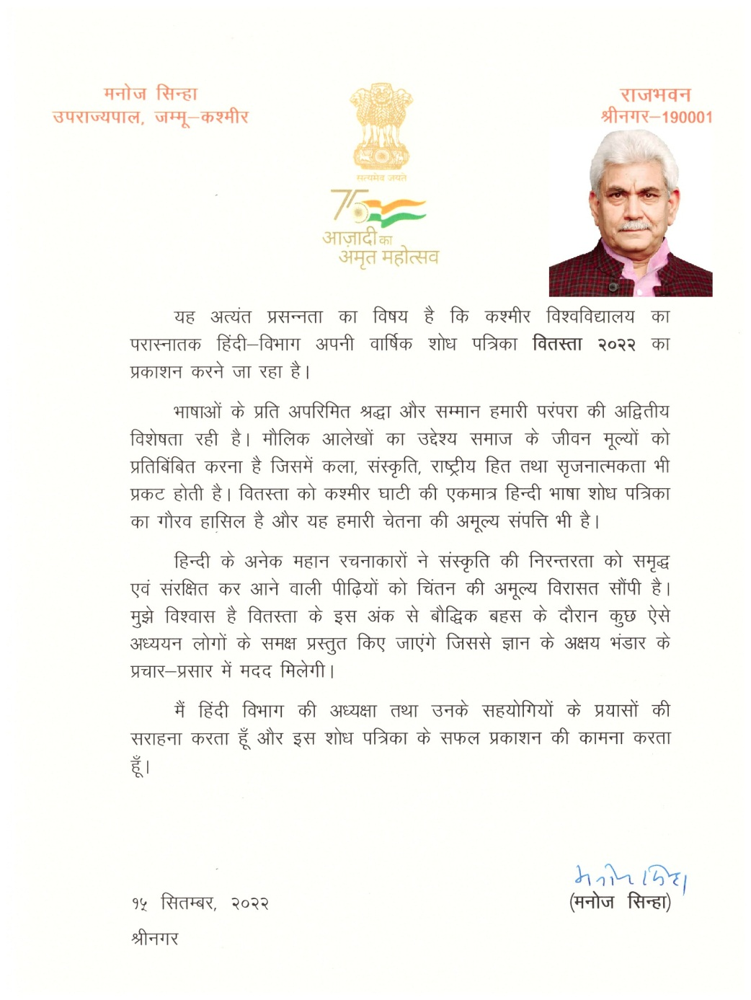 मनोज सिन्हा
उपराज्यपाल, जम्मू–कश्मीर
सत्यमेव जयते
75
आज़ादी का
अमृत महोत्सव
राजभवन
श्रीनगर–190001
यह अत्यंत प्रसन्नता का विषय है कि कश्मीर विश्वविद्यालय का
परास्नातक हिंदी–विभाग अपनी वार्षिक शोध पत्रिका वितस्ता २०२२ का
प्रकाशन करने जा रहा है।
भाषाओं के प्रति अपरिमित श्रद्धा और सम्मान हमारी परंपरा की अद्वितीय
विशेषता रही है। मौलिक आलेखों का उद्देश्य समाज के जीवन मूल्यों को
प्रतिबिंबित करना है जिसमें कला, संस्कृति, राष्ट्रीय हित तथा सृजनात्मकता भी
प्रकट होती है। वितस्ता को कश्मीर घाटी की एकमात्र हिन्दी भाषा शोध पत्रिका
का गौरव हासिल है और यह हमारी चेतना की अमूल्य संपत्ति भी है।
हिन्दी के अनेक महान रचनाकारों ने संस्कृति की निरन्तरता को समृद्ध
एवं संरक्षित कर आने वाली पीढ़ियों को चिंतन की अमूल्य विरासत सौंपी है।
मुझे विश्वास है वितस्ता के इस अंक से बौद्धिक बहस के दौरान कुछ ऐसे
अध्ययन लोगों के समक्ष प्रस्तुत किए जाएंगे जिससे ज्ञान के अक्षय भंडार के
प्रचार–प्रसार में मदद मिलेगी।
मैं हिंदी विभाग की अध्यक्षा तथा उनके सहयोगियों के प्रयासों की
सराहना करता हूँ और इस शोध पत्रिका के सफल प्रकाशन की कामना करता
हूँ।
मनोज सिन्हा
(मनोज सिन्हा)
१५ सितम्बर, २०२२
श्रीनगर